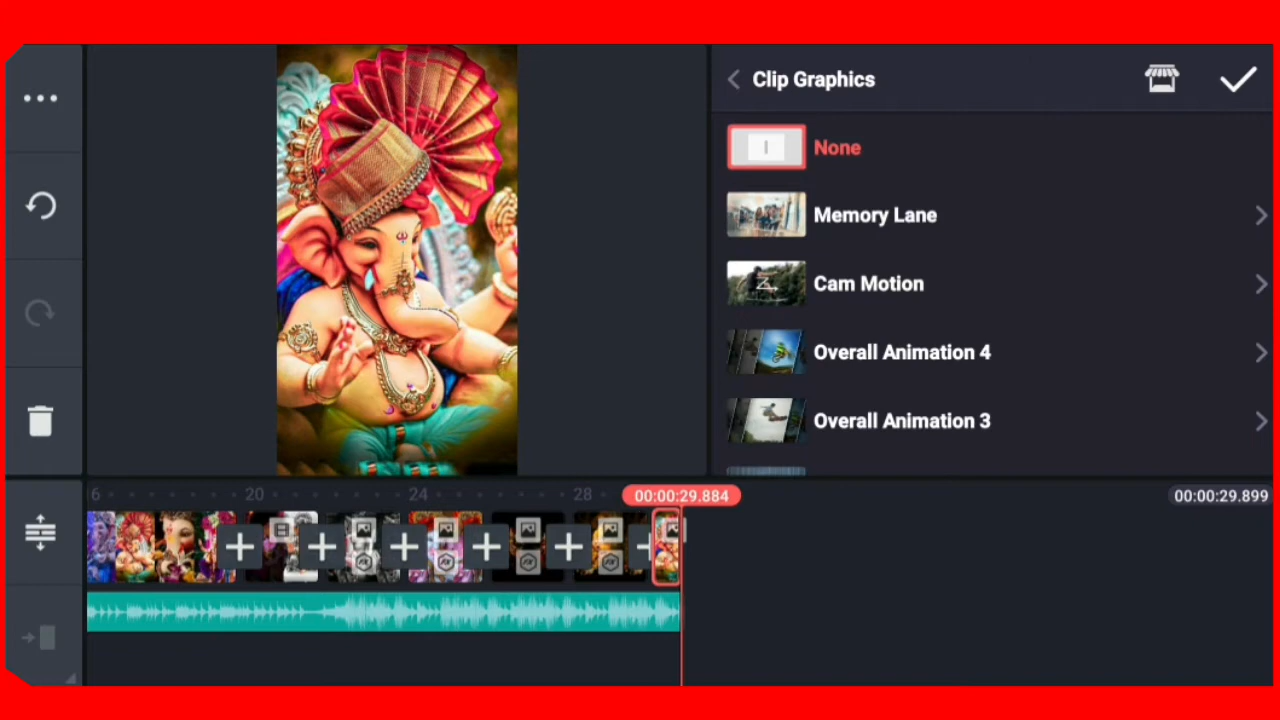 Clip Graphics
None
Memory Lane
Cam Motion
Overall Animation 4
Overall Animation 3
6 20 24 28 00:00:29.884 00:00:29.899